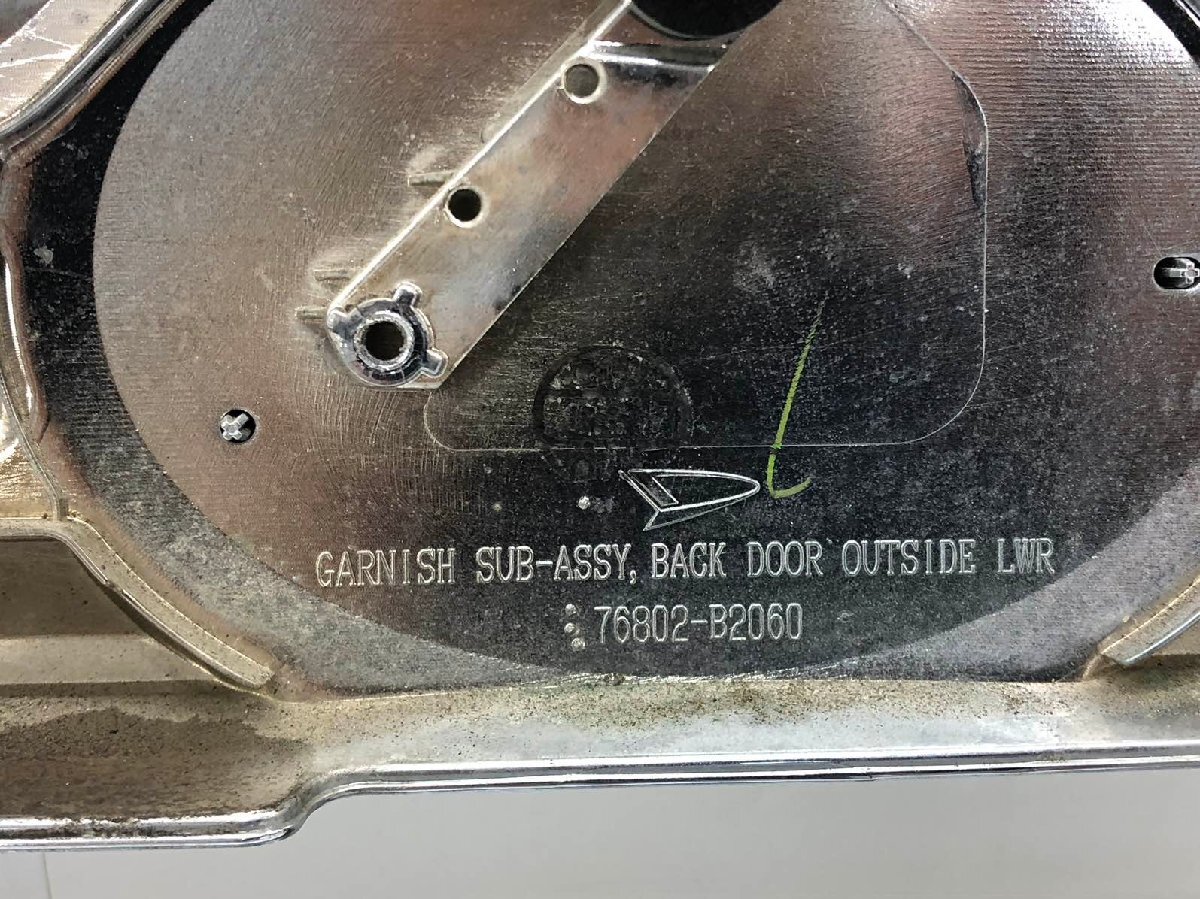 GARNISH SUB-ASSY, BACK DOOR OUTSIDE LWR
76802-B2060